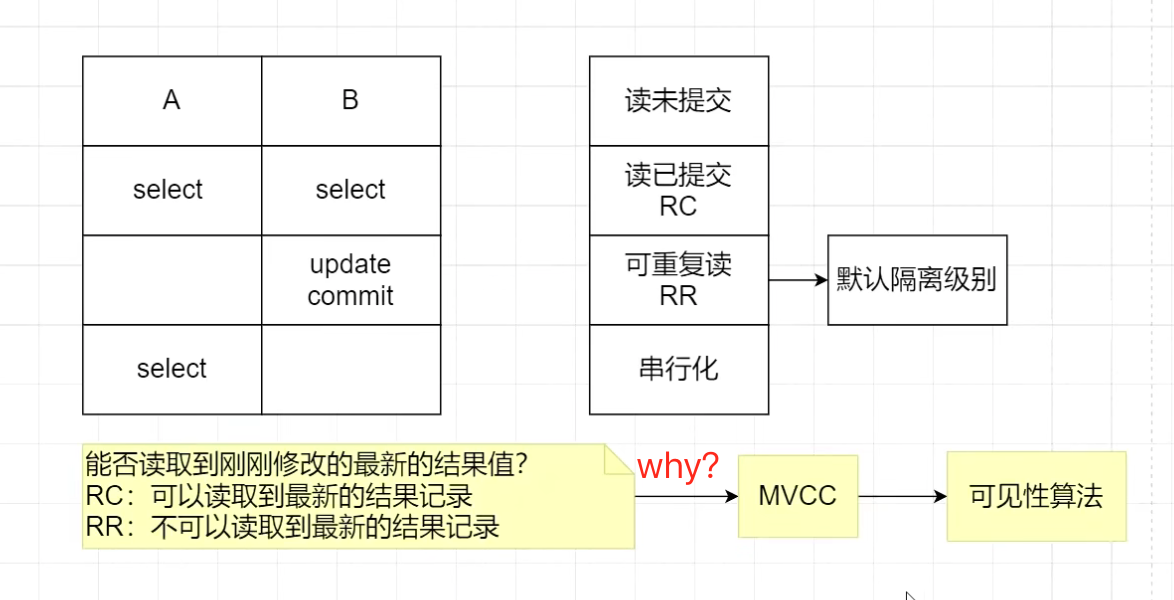 A
B
select
select
update
commit
select
读未提交
读已提交
RC
可重复读
RR
串行化
默认隔离级别
能否读取到刚刚修改的最新的结果值?
RC：可以读取到最新的结果记录
RR：不可以读取到最新的结果记录
why?
MVCC
可见性算法